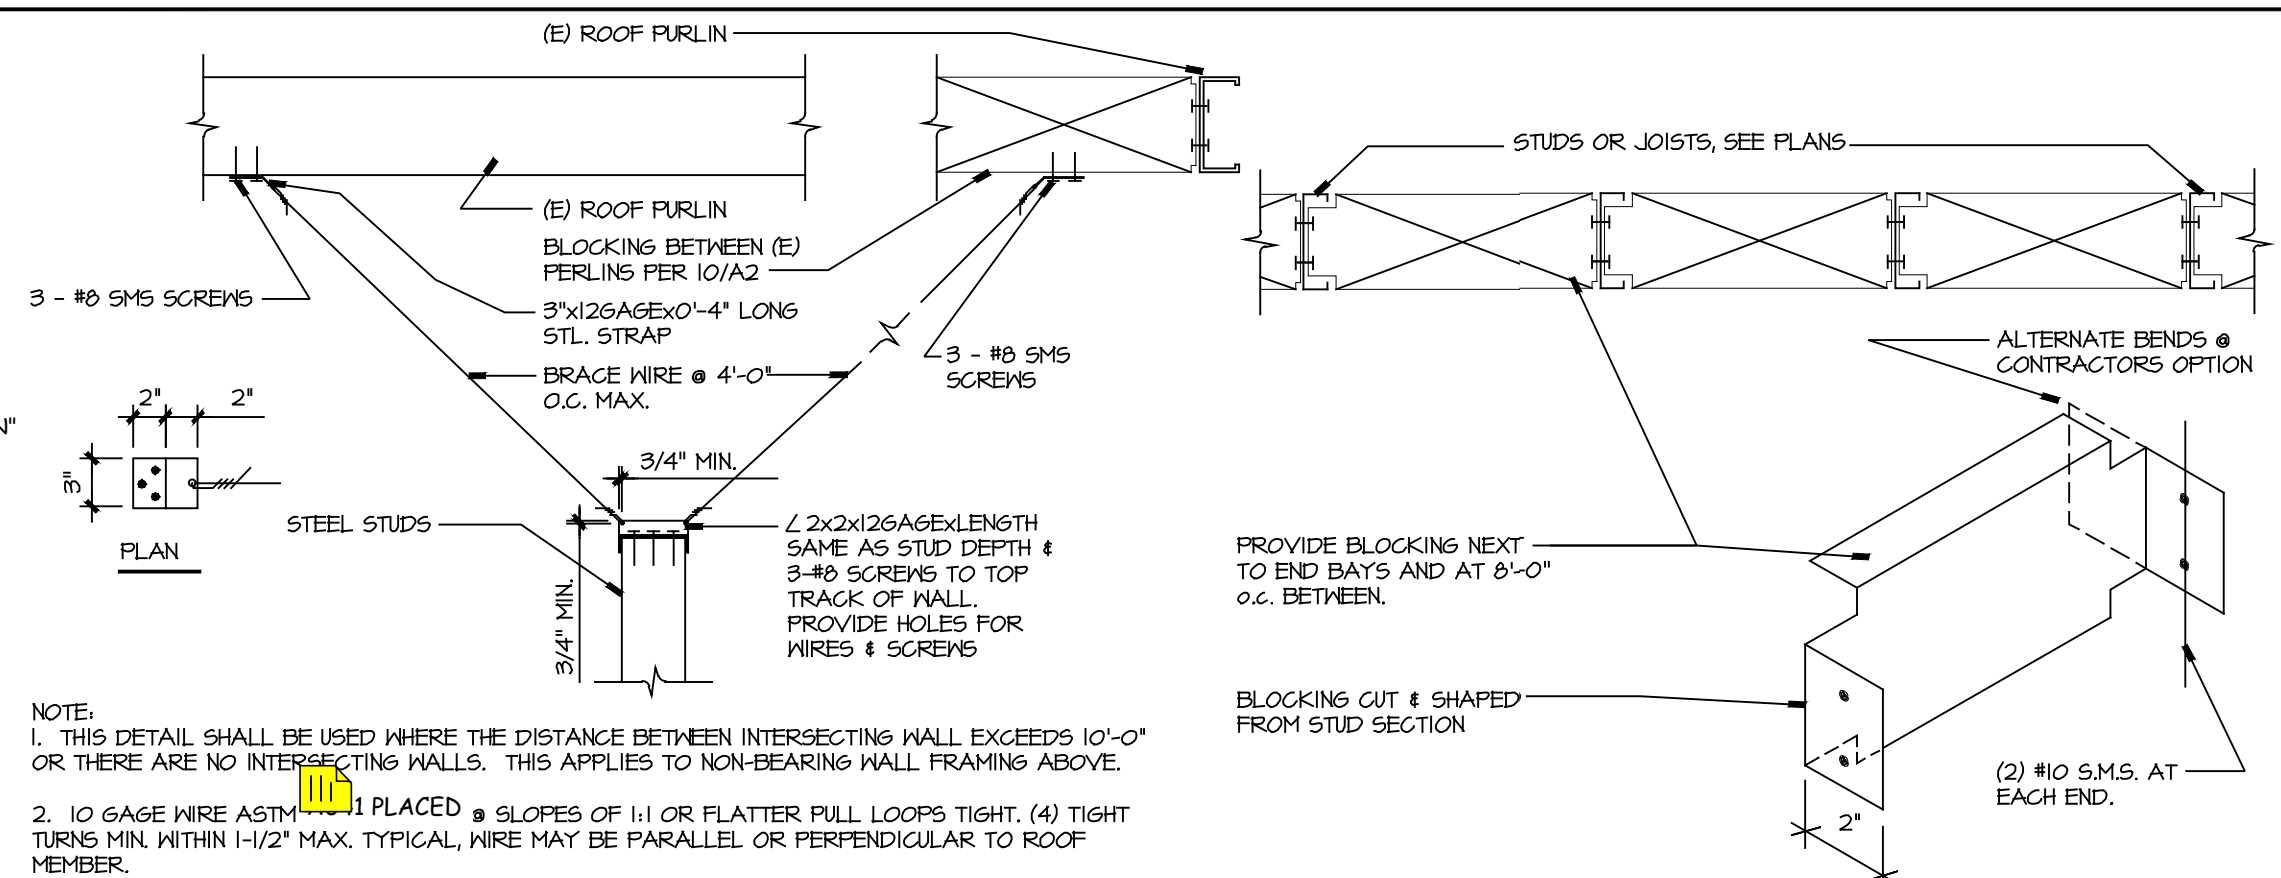 (E) ROOF PURLIN
STUDS OR JOISTS, SEE PLANS
(E) ROOF PURLIN
BLOCKING BETWEEN (E)
PERLINS PER 10/A2
3 - #8 SMS SCREWS
3"x12GAGEx0'-4" LONG
STL. STRAP
3 - #8 SMS
SCREWS
BRACE WIRE @ 4'-0"
O.C. MAX.
ALTERNATE BENDS @
CONTRACTORS OPTION
2"
2"
3"
PLAN
3/4" MIN.
STEEL STUDS
3/4" MIN.
∠ 2x2x12GAGExLENGTH
SAME AS STUD DEPTH &
3-#8 SCREWS TO TOP
TRACK OF WALL.
PROVIDE HOLES FOR
WIRES & SCREWS
PROVIDE BLOCKING NEXT
TO END BAYS AND AT 8'-0"
o.c. BETWEEN.
BLOCKING CUT & SHAPED
FROM STUD SECTION
(2) #10 S.M.S. AT
EACH END.
2"
NOTE:
1. THIS DETAIL SHALL BE USED WHERE THE DISTANCE BETWEEN INTERSECTING WALL EXCEEDS 10'-0"
OR THERE ARE NO INTERSECTING WALLS. THIS APPLIES TO NON-BEARING WALL FRAMING ABOVE.
2. 10 GAGE WIRE ASTM PLACED @ SLOPES OF 1:1 OR FLATTER PULL LOOPS TIGHT. (4) TIGHT
TURNS MIN. WITHIN 1-1/2" MAX. TYPICAL, WIRE MAY BE PARALLEL OR PERPENDICULAR TO ROOF
MEMBER.